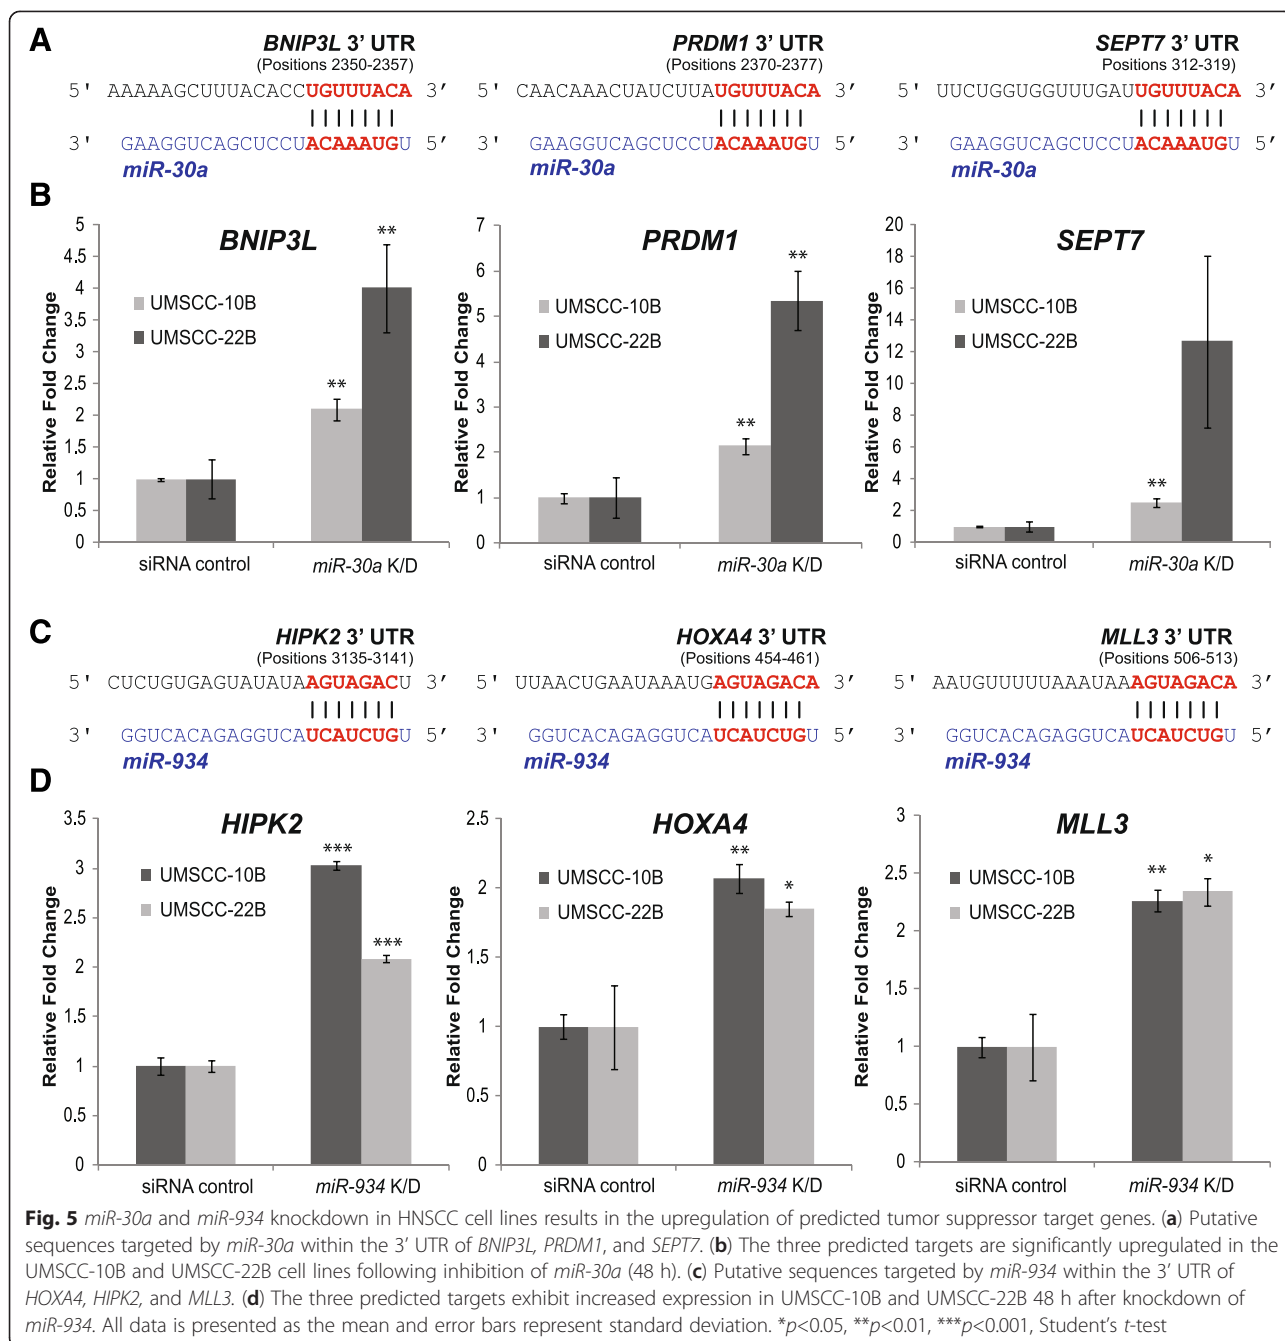 A
BNIP3L 3’ UTR
(Positions 2350-2357)
5' AAAAAGCUUUACACCUGUUUACA 3’
3' GAAGGUCAGCUCCUACAAAUGU 5’
miR-30a
PRDM1 3’ UTR
(Positions 2370-2377)
5' CAACAAACUAUCUUAUGUUUACA 3’
3' GAAGGUCAGCUCCUACAAAUGU 5’
miR-30a
SEPT7 3’ UTR
(Positions 312-319)
5' UUCUGGUGGUUUGAUUGUUUACA 3’
3' GAAGGUCAGCUCCUACAAAUGU 5’
miR-30a
B
BNIP3L
Relative Fold Change
5
4.5
4
3.5
3
2.5
2
1.5
1
0.5
0
UMSCC-10B
UMSCC-22B
**
**
siRNA control
miR-30a K/D
PRDM1
Relative Fold Change
7
6
5
4
3
2
1
0
UMSCC-10B
UMSCC-22B
**
**
siRNA control
miR-30a K/D
SEPT7
Relative Fold Change
20
18
16
14
12
10
8
6
4
2
0
UMSCC-10B
UMSCC-22B
**
siRNA control
miR-30a K/D
C
HIPK2 3’ UTR
(Positions 3135-3141)
5' CUCUGUGAGUAUAUAAGUAGACU 3’
3' GGUCACAGAGGUCAUCAUCUGU 5’
miR-934
HOXA4 3’ UTR
(Positions 454-461)
5' UUAACUGAAUAAAUGAGUAGACA 3’
3' GGUCACAGAGGUCAUCAUCUGU 5’
miR-934
MLL3 3’ UTR
(Positions 506-513)
5' AAUGUUUUUAAAUAAAGUAGACA 3’
3' GGUCACAGAGGUCAUCAUCUGU 5’
miR-934
D
HIPK2
Relative Fold Change
3.5
3
2.5
2
1.5
1
0.5
0
UMSCC-10B
UMSCC-22B
***
***
siRNA control
miR-934 K/D
HOXA4
Relative Fold Change
2.5
2
1.5
1
0.5
0
UMSCC-10B
UMSCC-22B
**
*
siRNA control
miR-934 K/D
MLL3
Relative Fold Change
3
2.5
2
1.5
1
0.5
0
UMSCC-10B
UMSCC-22B
**
*
siRNA control
miR-934 K/D
Fig. 5 miR-30a and miR-934 knockdown in HNSCC cell lines results in the upregulation of predicted tumor suppressor target genes. (a) Putative
sequences targeted by miR-30a within the 3’ UTR of BNIP3L, PRDM1, and SEPT7. (b) The three predicted targets are significantly upregulated in the
UMSCC-10B and UMSCC-22B cell lines following inhibition of miR-30a (48 h). (c) Putative sequences targeted by miR-934 within the 3’ UTR of
HOXA4, HIPK2, and MLL3. (d) The three predicted targets exhibit increased expression in UMSCC-10B and UMSCC-22B 48 h after knockdown of
miR-934. All data is presented as the mean and error bars represent standard deviation. *p<0.05, **p<0.01, ***p<0.001, Student’s t-test